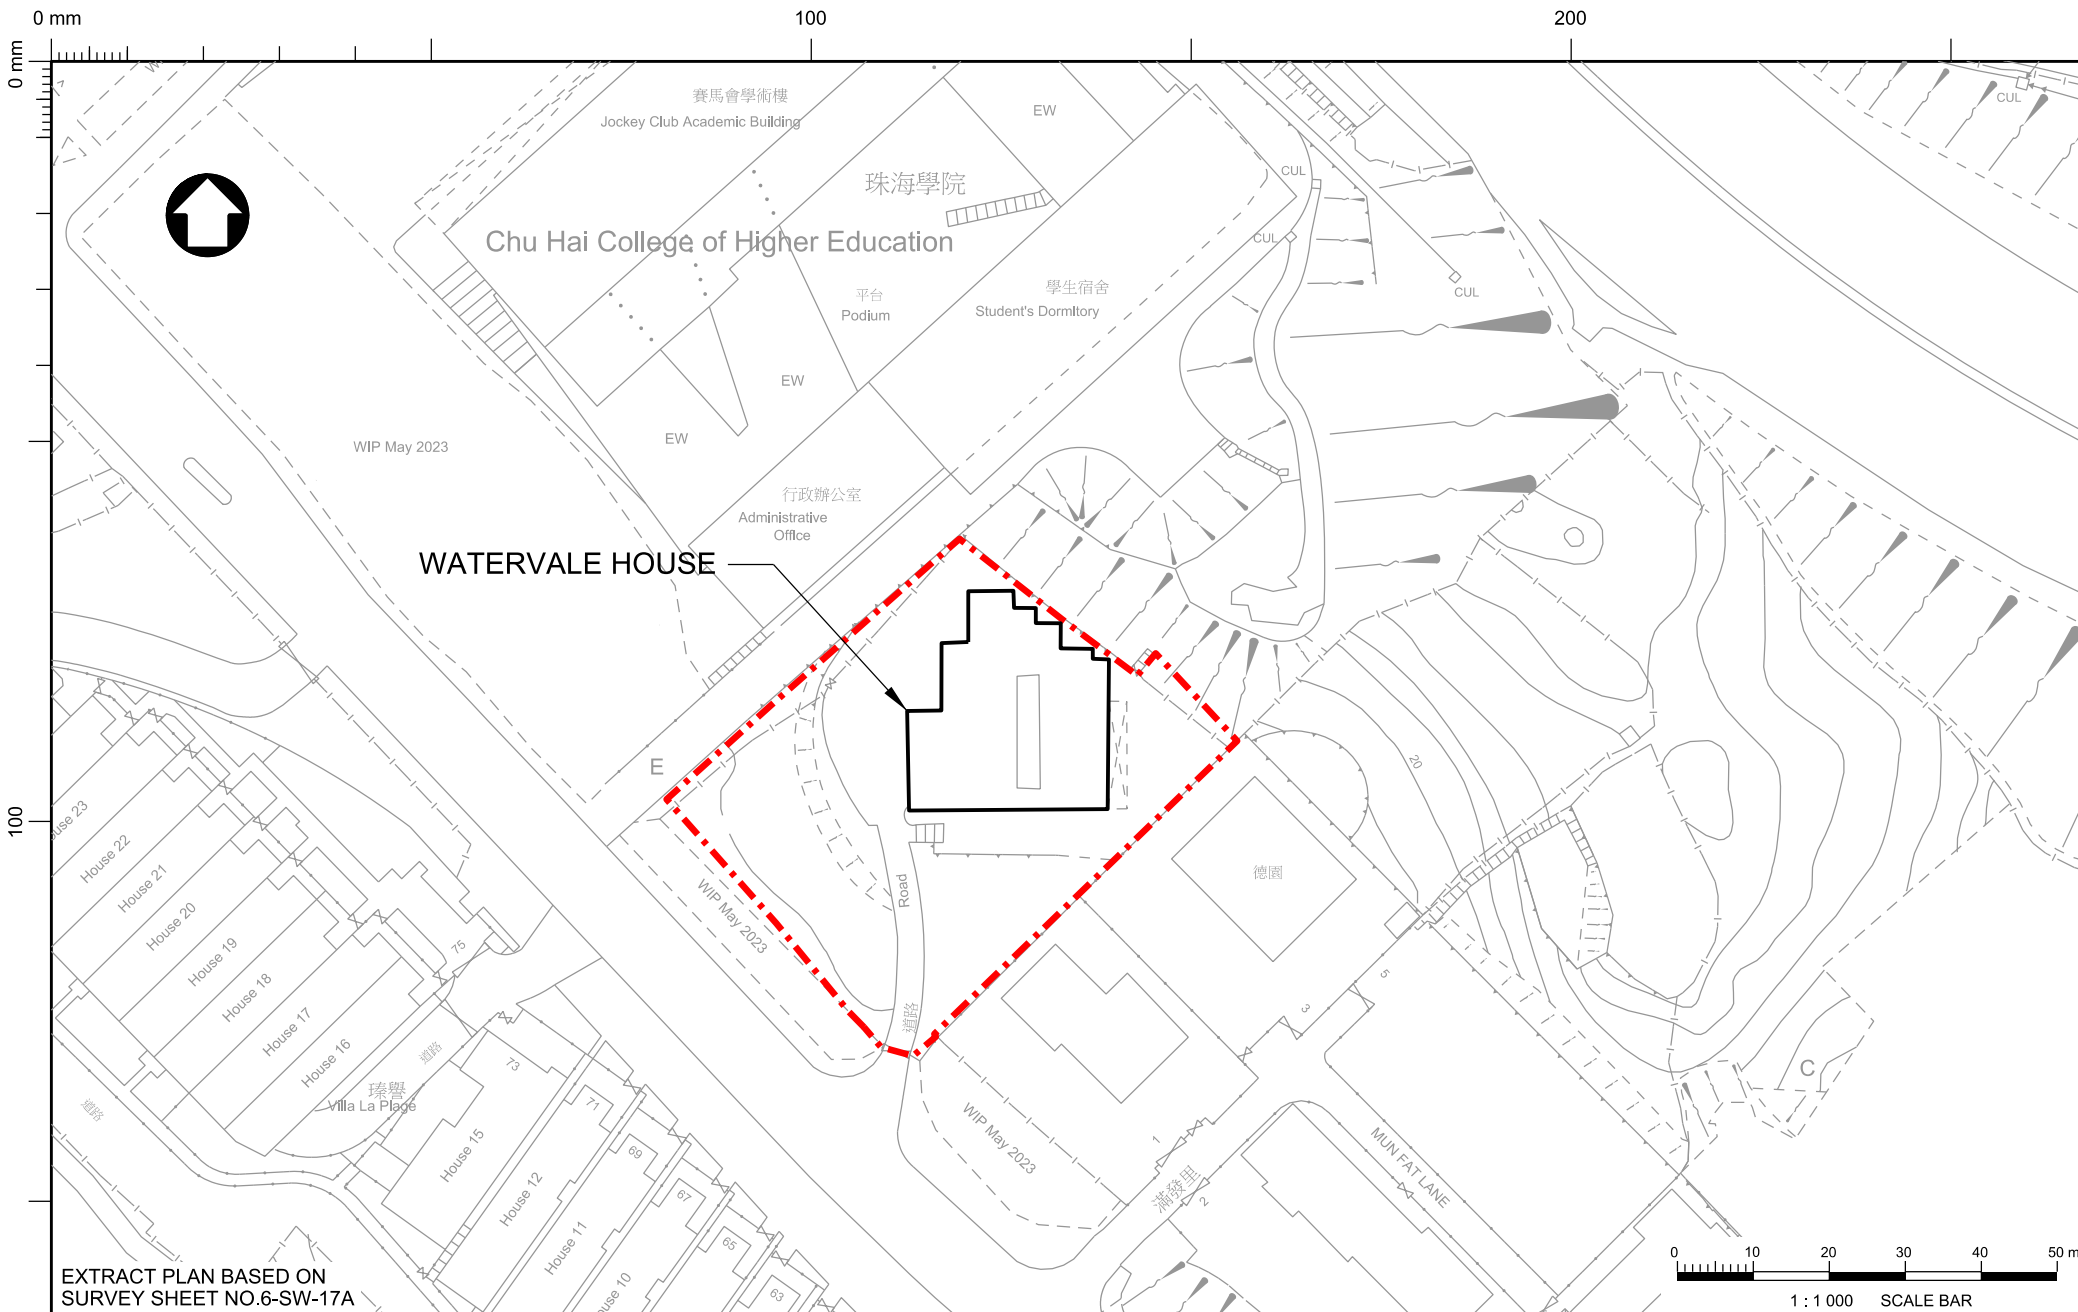 0 mm
100
200
0 mm
100
賽馬會學術樓
Jockey Club Academic Building
EW
CUL
珠海學院
CUL
Chu Hai College of Higher Education
CUL
CUL
平台
Podium
學生宿舍
Student's Dormitory
EW
EW
WIP May 2023
行政辦公室
Administrative
Office
WATERVALE HOUSE
E
20
House 22
House 21
House 20
House 19
House 18
House 17
House 16
75
WIP May 2023
Road
道路
德園
5
3
1
2
C
道路
道路
瑧譽
Villa La Plage
73
71
69
67
65
63
House 15
House 12
House 11
WIP May 2023
滿發里
MUN FAT LANE
EXTRACT PLAN BASED ON
SURVEY SHEET NO.6-SW-17A
0 10 20 30 40 50 m
1 : 1 000 SCALE BAR